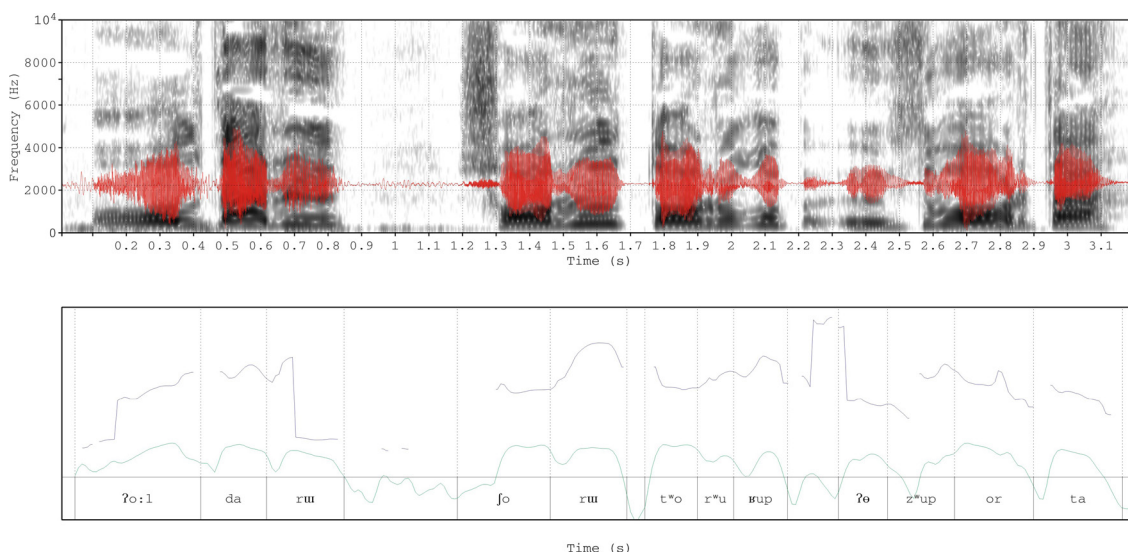 10⁴
8000
6000
4000
2000
0
Frequency (Hz)
0.2 0.3 0.4 0.5 0.6 0.7 0.8 0.9 1 1.1 1.2 1.3 1.4 1.5 1.6 1.7 1.8 1.9 2 2.1 2.2 2.3 2.4 2.5 2.6 2.7 2.8 2.9 3 3.1
Time (s)
ʔo:l da rɯ ʃo rɯ tʷo rʷu ʁup ʔɵ zʷup or ta
Time (s)